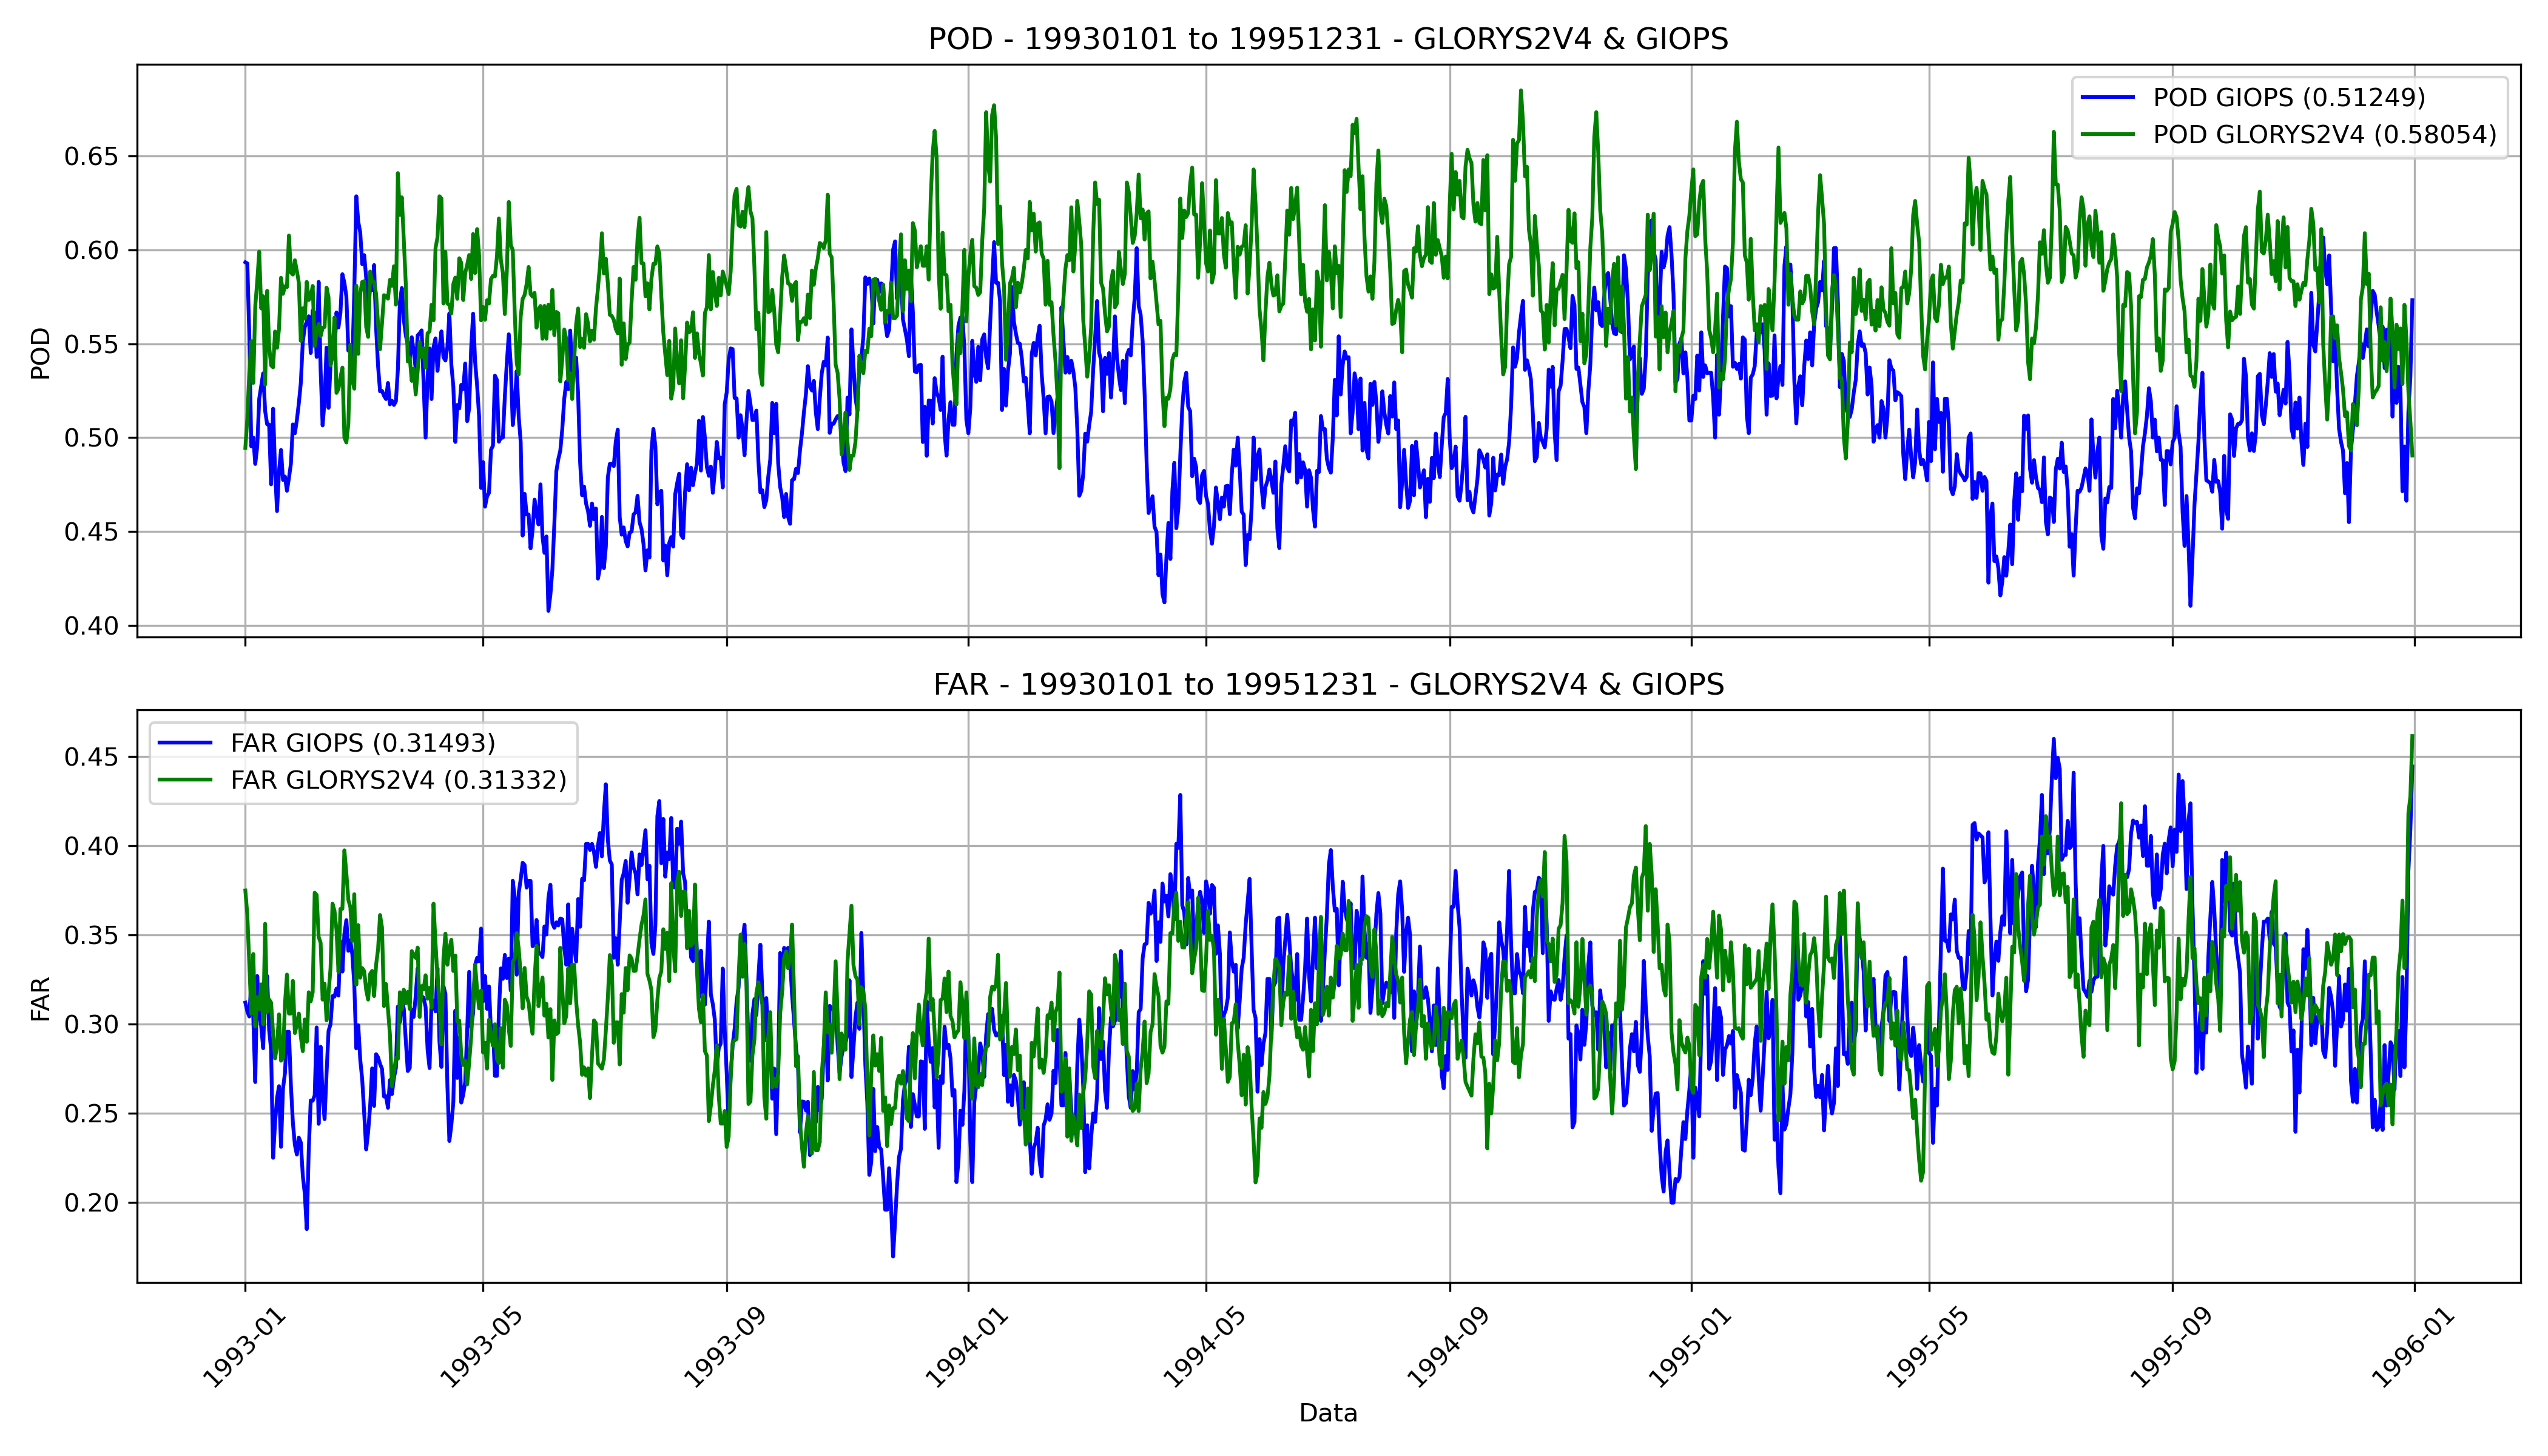 POD - 19930101 to 19951231 - GLORYS2V4 & GIOPS
POD
0.65
0.60
0.55
0.50
0.45
0.40
POD GIOPS (0.51249)
POD GLORYS2V4 (0.58054)
FAR - 19930101 to 19951231 - GLORYS2V4 & GIOPS
FAR
0.45
0.40
0.35
0.30
0.25
0.20
FAR GIOPS (0.31493)
FAR GLORYS2V4 (0.31332)
1993-01
1993-05
1993-09
1994-01
1994-05
1994-09
1995-01
1995-05
1995-09
1996-01
Data